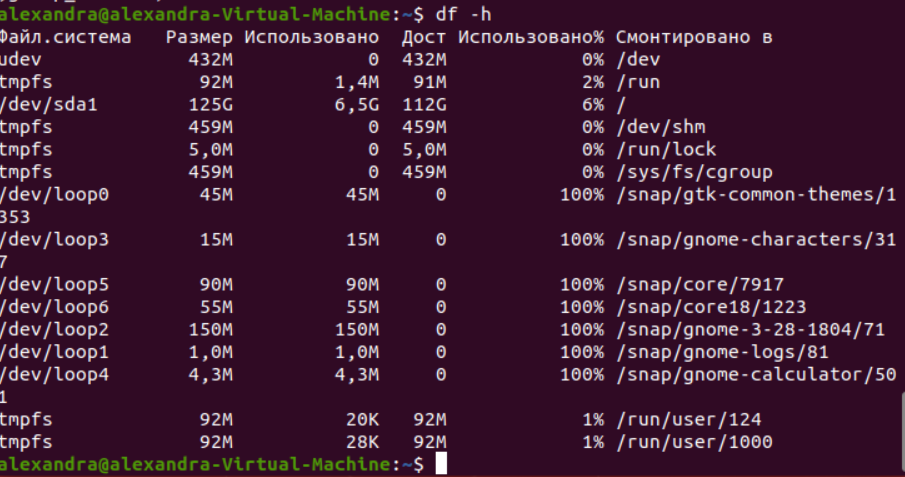 alexandra@alexandra-Virtual-Machine:~$ df -h
Файл.система   Размер Использовано  Дост Использовано% Смонтировано в
udev             432M            0  432M            0% /dev
tmpfs             92M         1,4M   91M            2% /run
/dev/sda1        125G         6,5G  112G            6% /
tmpfs            459M            0  459M            0% /dev/shm
tmpfs            5,0M            0  5,0M            0% /run/lock
tmpfs            459M            0  459M            0% /sys/fs/cgroup
/dev/loop0        45M          45M     0          100% /snap/gtk-common-themes/1
353
/dev/loop3        15M          15M     0          100% /snap/gnome-characters/31
7
/dev/loop5        90M          90M     0          100% /snap/core/7917
/dev/loop6        55M          55M     0          100% /snap/core18/1223
/dev/loop2       150M         150M     0          100% /snap/gnome-3-28-1804/71
/dev/loop1       1,0M         1,0M     0          100% /snap/gnome-logs/81
/dev/loop4       4,3M         4,3M     0          100% /snap/gnome-calculator/50
1
tmpfs             92M          20K   92M            1% /run/user/124
tmpfs             92M          28K   92M            1% /run/user/1000
alexandra@alexandra-Virtual-Machine:~$